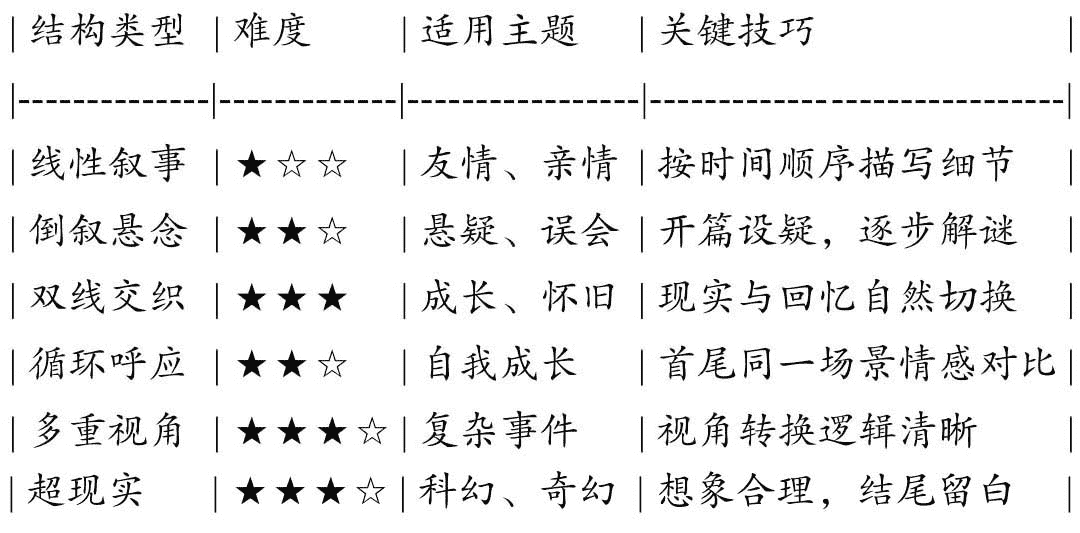 | 结构类型 | 难度 | 适用主题 | 关键技巧 |
|--------------|-------------|-----------------|-------------------------------|
| 线性叙事 | ★☆☆ | 友情、亲情 | 按时间顺序描写细节 |
| 倒叙悬念 | ★★☆ | 悬疑、误会 | 开篇设疑，逐步解谜 |
| 双线交织 | ★★★ | 成长、怀旧 | 现实与回忆自然切换 |
| 循环呼应 | ★★☆ | 自我成长 | 首尾同一场景情感对比 |
| 多重视角 | ★★★☆ | 复杂事件 | 视角转换逻辑清晰 |
| 超现实 | ★★★☆ | 科幻、奇幻 | 想象合理，结尾留白 |